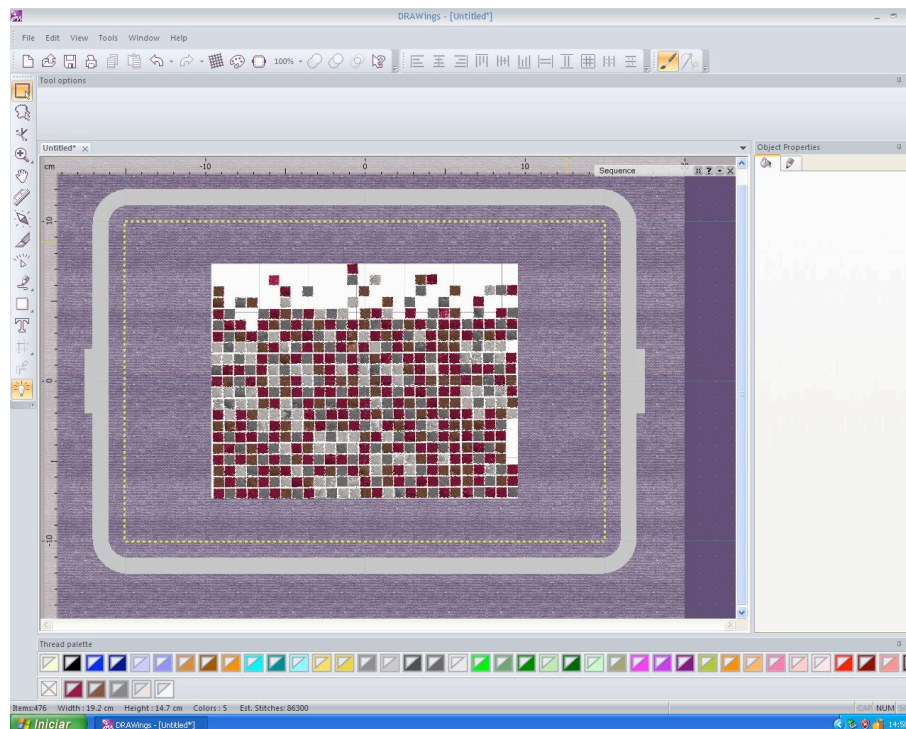 DRAWings - [Untitled*]
File Edit View Tools Window Help
100%
Tool options
Untitled* ×
Object Properties
cm
-10 0 10
Sequence
10
0
-10
Thread palette
Items:476 Width : 19.2 cm Height : 14.7 cm Colors : 5 Est. Stitches: 86300
CAP NUM
Iniciar DRAWings - [Untitled*]